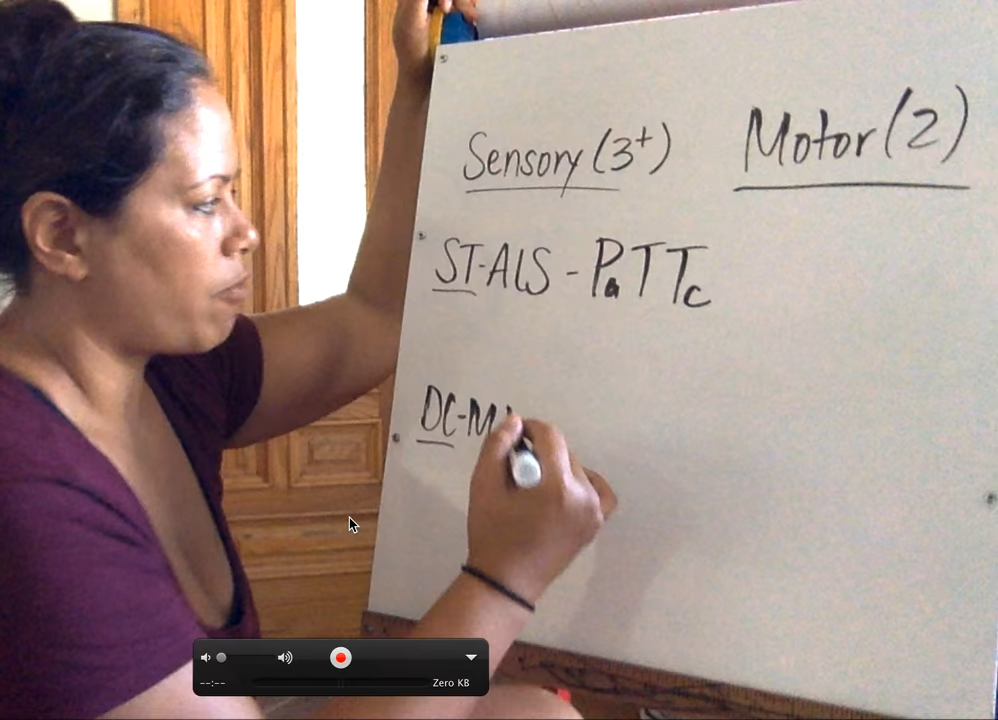 Sensory (3+) Motor (2)
ST-ALS - PaTTc
DC-M
--:-- Zero KB